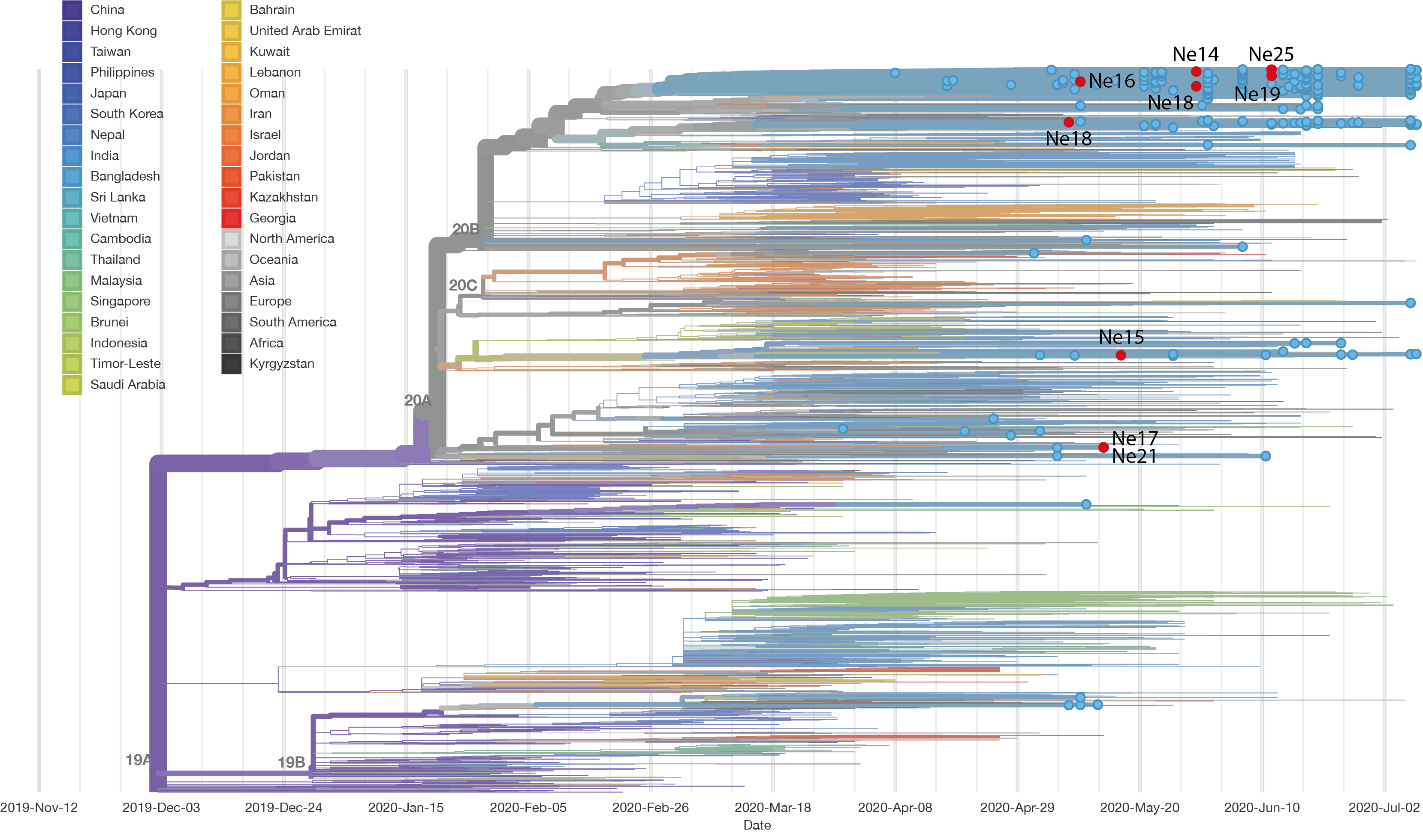 China
Hong Kong
Taiwan
Philippines
Japan
South Korea
Nepal
India
Bangladesh
Sri Lanka
Vietnam
Cambodia
Thailand
Malaysia
Singapore
Brunei
Indonesia
Timor-Leste
Saudi Arabia
Bahrain
United Arab Emirat
Kuwait
Lebanon
Oman
Iran
Israel
Jordan
Pakistan
Kazakhstan
Georgia
North America
Oceania
Asia
Europe
South America
Africa
Kyrgyzstan
Ne14
Ne25
Ne16
Ne18
Ne19
Ne18
20B
20C
Ne15
20A
Ne17
Ne21
19A
19B
2019-Nov-12
2019-Dec-03
2019-Dec-24
2020-Jan-15
2020-Feb-05
2020-Feb-26
2020-Mar-18
2020-Apr-08
2020-Apr-29
2020-May-20
2020-Jun-10
2020-Jul-02
Date